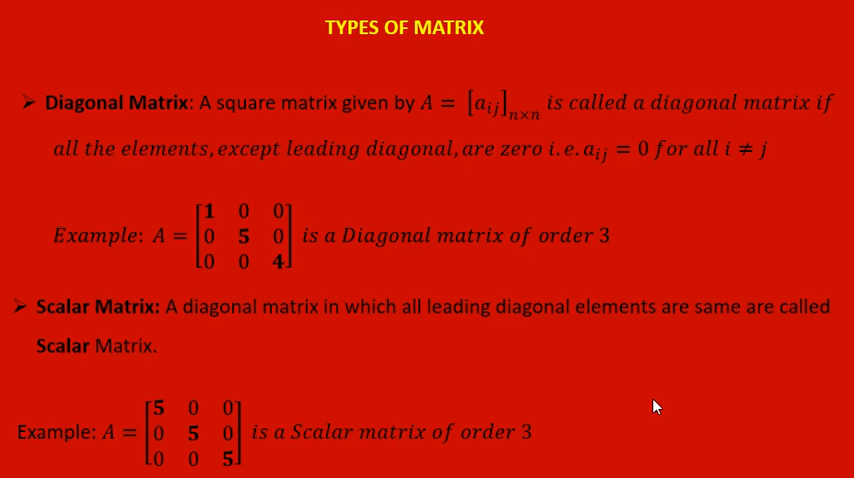 TYPES OF MATRIX
➤ Diagonal Matrix: A square matrix given by A = [aᵢⱼ]ₙ×ₙ is called a diagonal matrix if
all the elements, except leading diagonal, are zero i.e. aᵢⱼ = 0 for all i ≠ j
Example: A = [1 0 0
0 5 0
0 0 4] is a Diagonal matrix of order 3
➤ Scalar Matrix: A diagonal matrix in which all leading diagonal elements are same are called
Scalar Matrix.
Example: A = [5 0 0
0 5 0
0 0 5] is a Scalar matrix of order 3